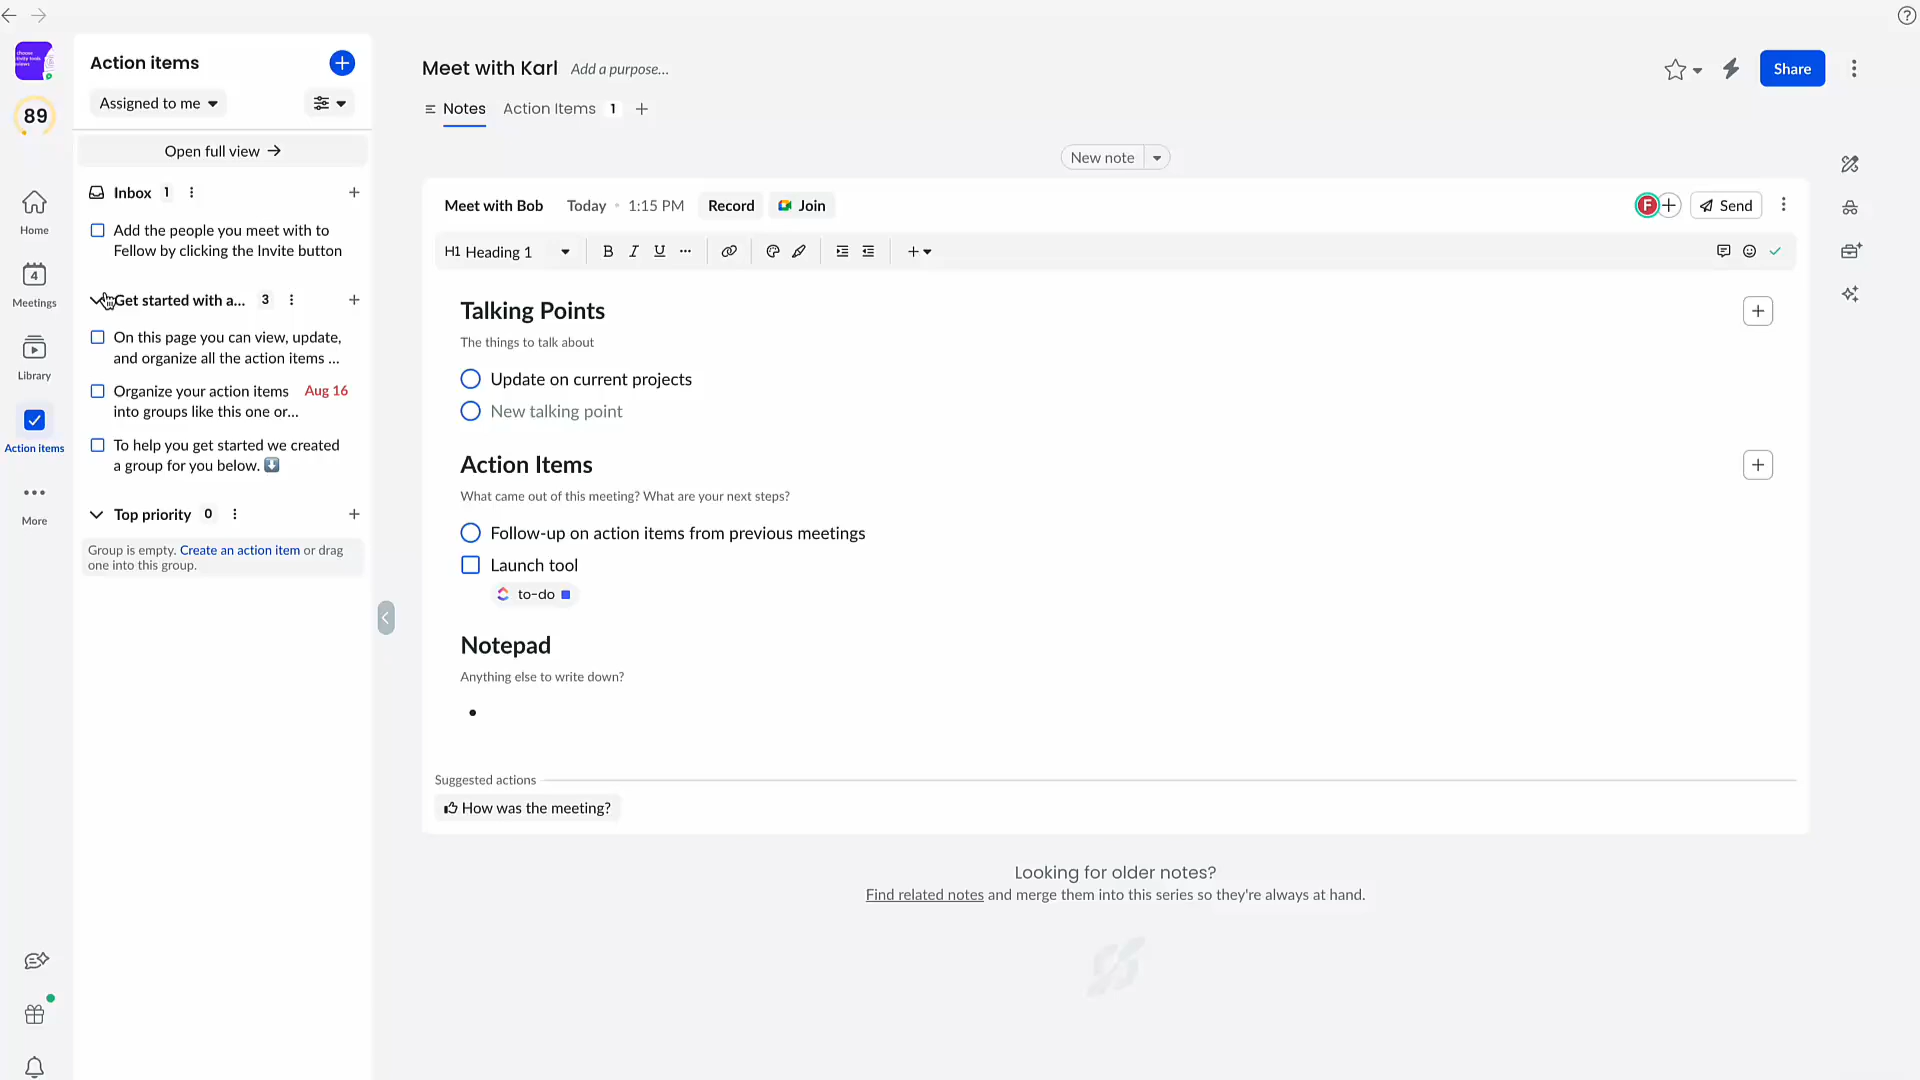 Action items
Assigned to me
Open full view
Inbox 1
Add the people you meet with to
Fellow by clicking the Invite button
Get started with a... 3
On this page you can view, update,
and organize all the action items ...
Organize your action items Aug 16
into groups like this one or...
To help you get started we created
a group for you below.
Top priority 0
Group is empty. Create an action item or drag
one into this group.
89
Home
4
Meetings
Library
Action items
More
Meet with Karl Add a purpose...
Share
Notes Action Items 1
New note
Meet with Bob Today • 1:15 PM Record Join
F
Send
H1 Heading 1 B I U
Talking Points
The things to talk about
Update on current projects
New talking point
Action Items
What came out of this meeting? What are your next steps?
Follow-up on action items from previous meetings
Launch tool
to-do
Notepad
Anything else to write down?
Suggested actions
How was the meeting?
Looking for older notes?
Find related notes and merge them into this series so they're always at hand.